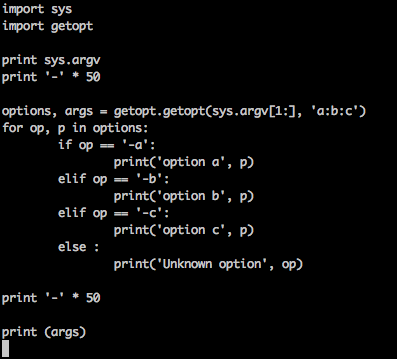 import sys
import getopt
print sys.argv
print '-' * 50
options, args = getopt.getopt(sys.argv[1:], 'a:b:c')
for op, p in options:
if op == '-a':
print('option a', p)
elif op == '-b':
print('option b', p)
elif op == '-c':
print('option c', p)
else :
print('Unknown option', op)
print '-' * 50
print (args)